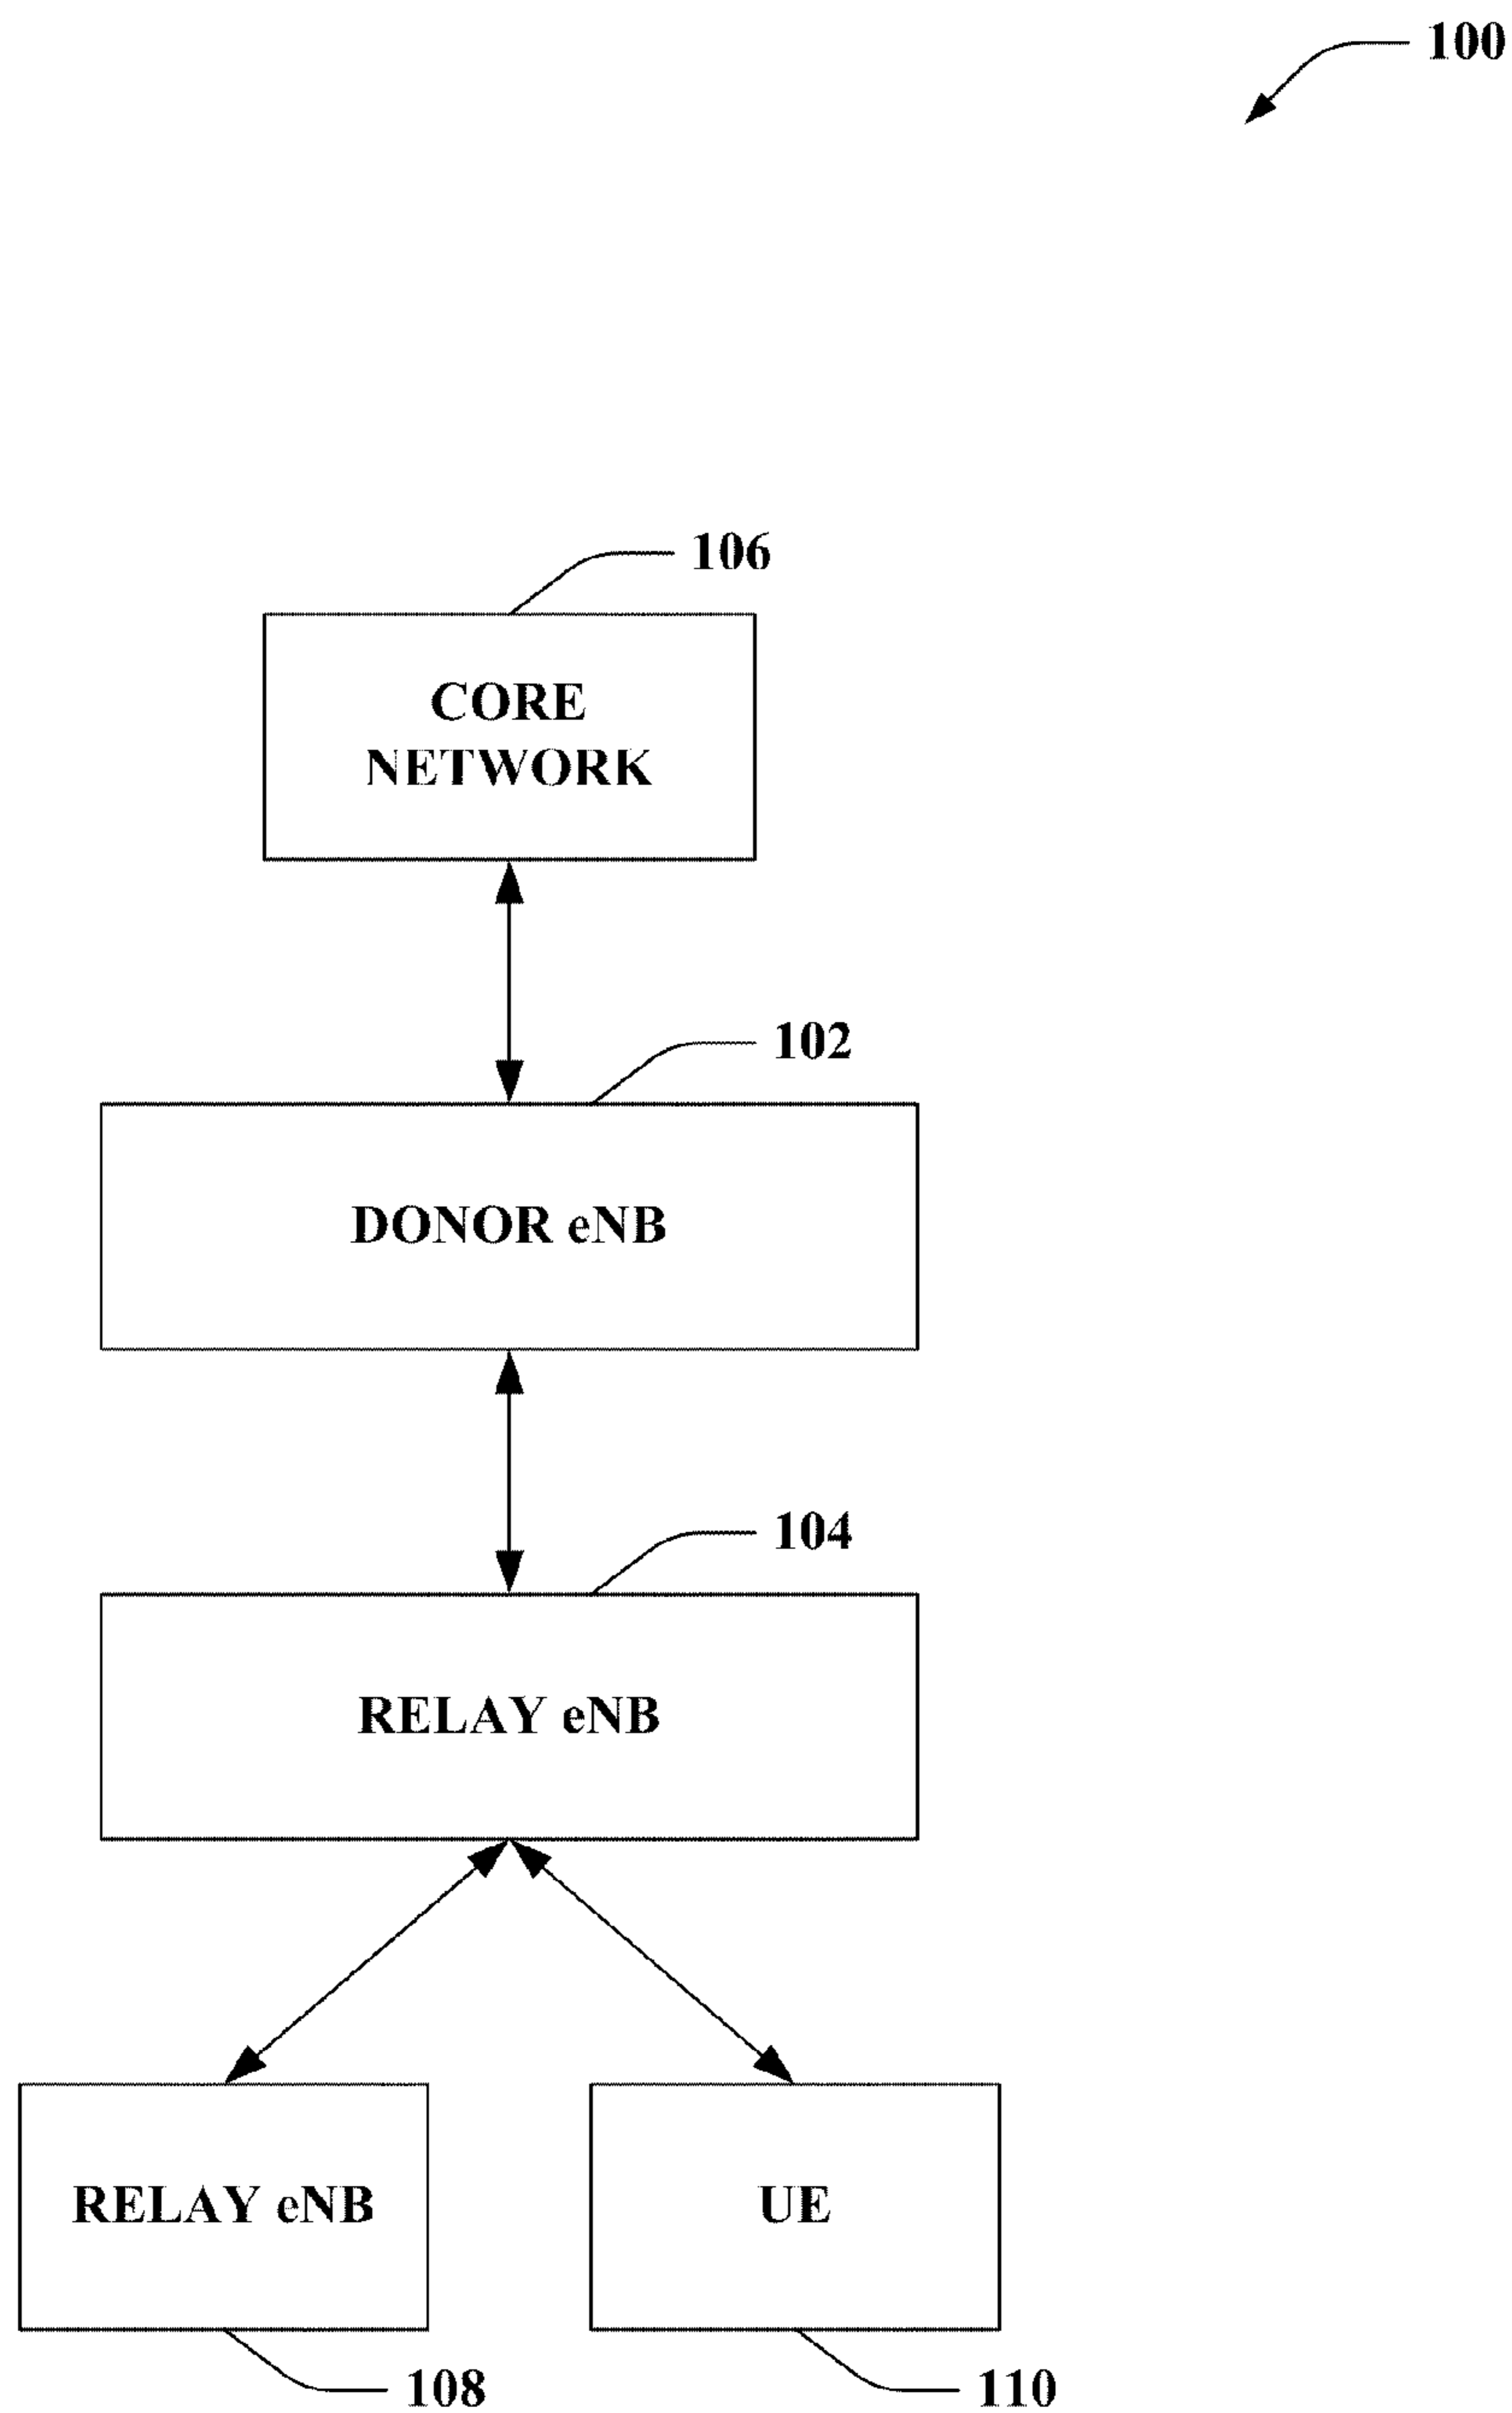 100
106
CORE
NETWORK
102
DONOR eNB
104
RELAY eNB
RELAY eNB
UE
108
110